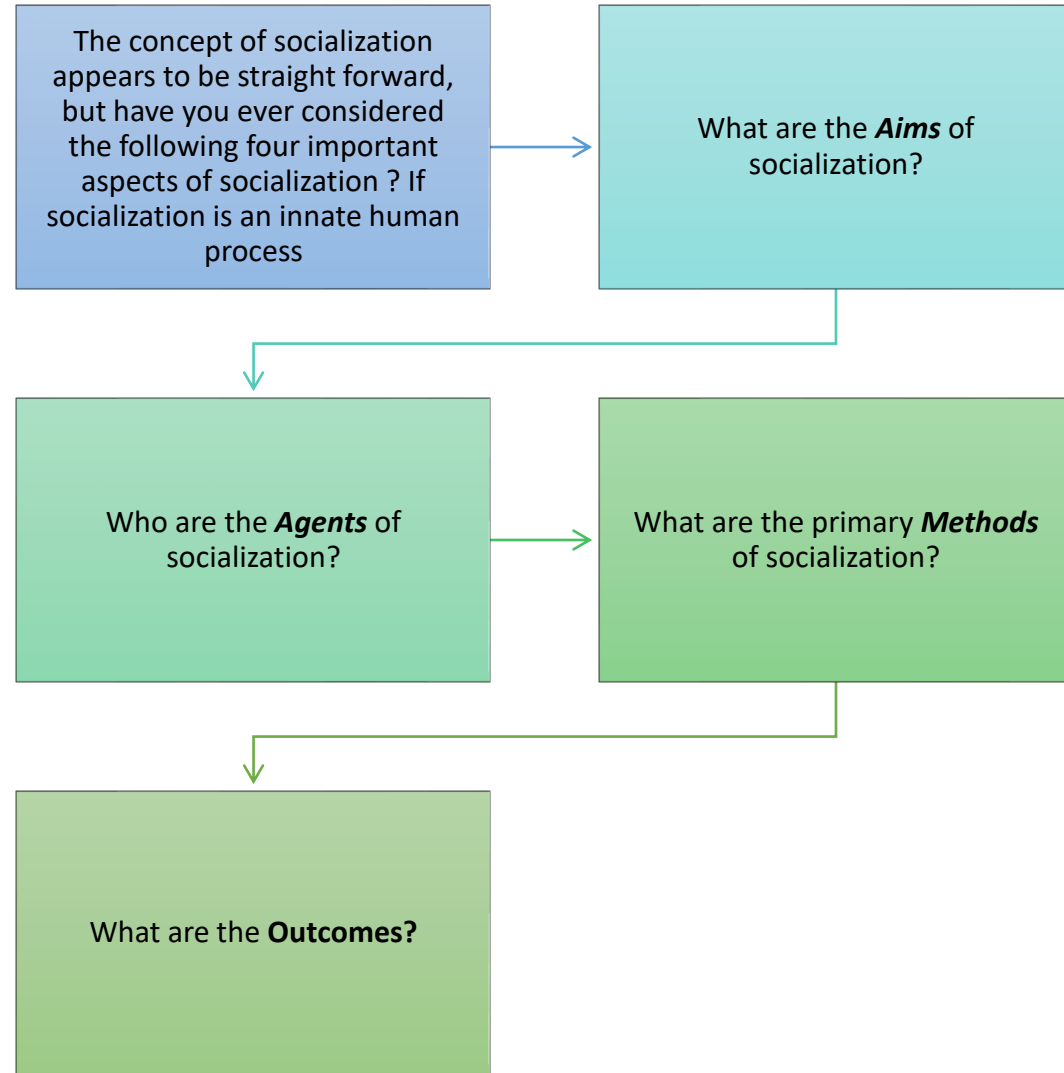 The concept of socialization
appears to be straight forward,
but have you ever considered
the following four important
aspects of socialization ? If
socialization is an innate human
process
What are the Aims of
socialization?
Who are the Agents of
socialization?
What are the primary Methods
of socialization?
What are the Outcomes?